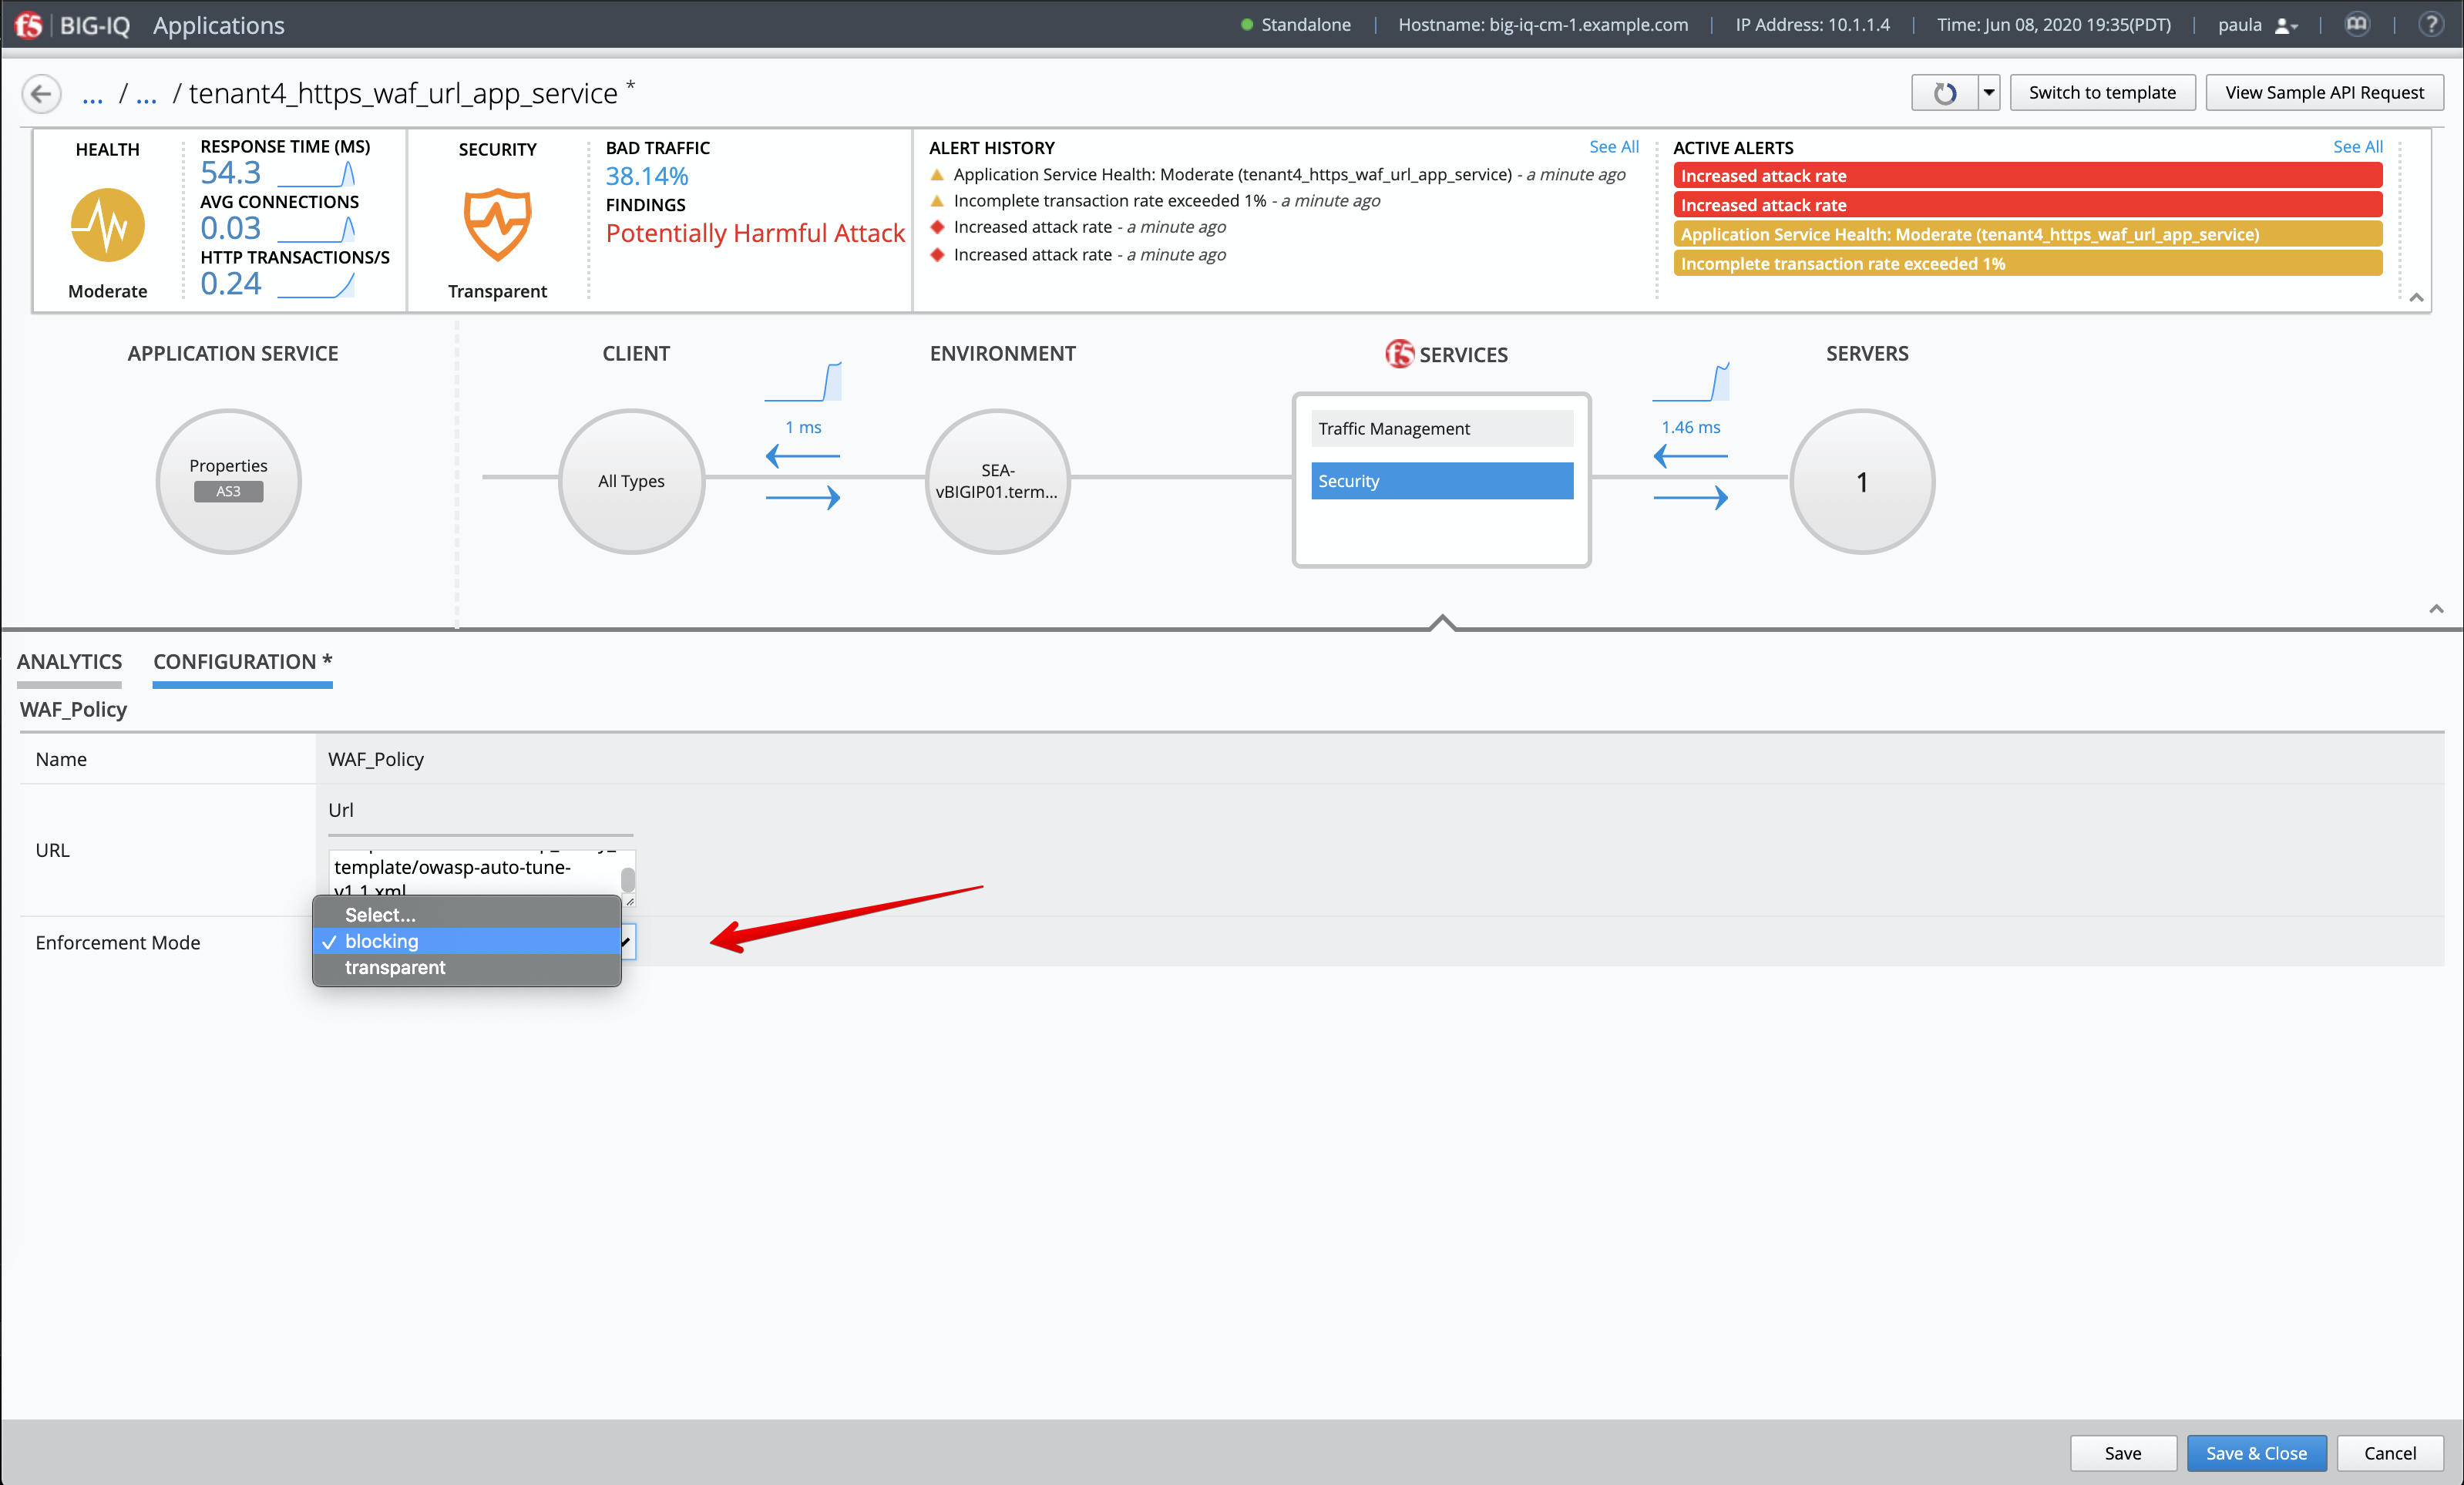 f5 BIG-IQ Applications
Standalone | Hostname: big-iq-cm-1.example.com | IP Address: 10.1.1.4 | Time: Jun 08, 2020 19:35(PDT) | paula | ?
... / ... / tenant4_https_waf_url_app_service *
Switch to template
View Sample API Request
HEALTH
Moderate
RESPONSE TIME (MS)
54.3
AVG CONNECTIONS
0.03
HTTP TRANSACTIONS/S
0.24
SECURITY
Transparent
BAD TRAFFIC
38.14%
FINDINGS
Potentially Harmful Attack
ALERT HISTORY
See All
Application Service Health: Moderate (tenant4_https_waf_url_app_service) - a minute ago
Incomplete transaction rate exceeded 1% - a minute ago
Increased attack rate - a minute ago
Increased attack rate - a minute ago
ACTIVE ALERTS
See All
Increased attack rate
Increased attack rate
Application Service Health: Moderate (tenant4_https_waf_url_app_service)
Incomplete transaction rate exceeded 1%
APPLICATION SERVICE
CLIENT
ENVIRONMENT
f5 SERVICES
SERVERS
Properties
AS3
All Types
1 ms
SEA-
vBIGIP01.term...
Traffic Management
Security
1.46 ms
1
ANALYTICS
CONFIGURATION *
WAF_Policy
Name
WAF_Policy
URL
Url
template/owasp-auto-tune-
v1.1.xml
Enforcement Mode
Select...
✓ blocking
transparent
Save
Save & Close
Cancel